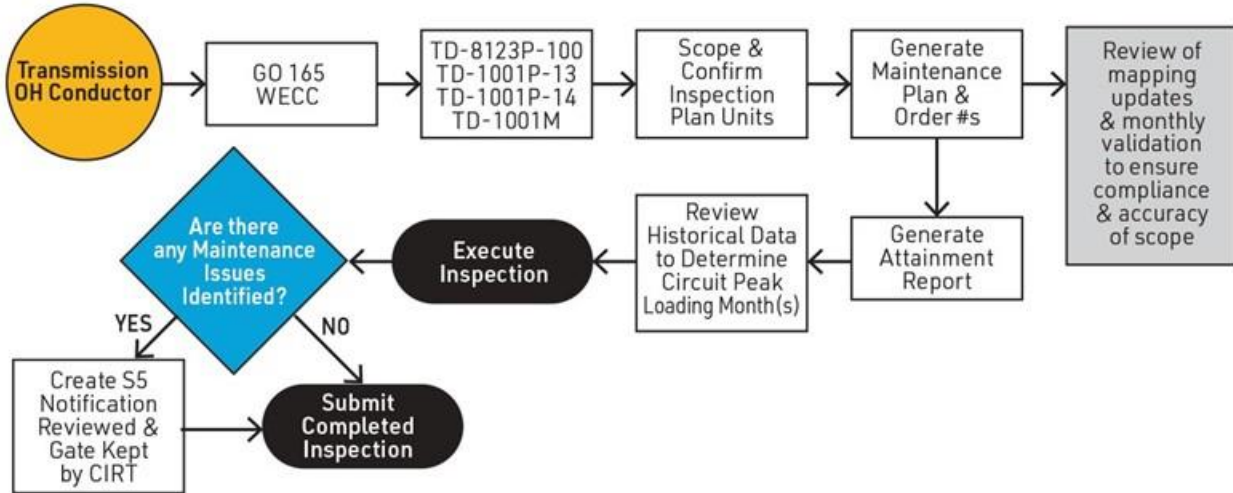 Transmission
OH Conductor
GO 165
WECC
TD-8123P-100
TD-1001P-13
TD-1001P-14
TD-1001M
Scope &
Confirm
Inspection
Plan Units
Generate
Maintenance
Plan &
Order #s
Review of
mapping
updates
& monthly
validation
to ensure
compliance
& accuracy
of scope
Generate
Attainment
Report
Review
Historical Data
to Determine
Circuit Peak
Loading Month(s)
Execute
Inspection
Are there
any Maintenance
Issues
Identified?
YES
NO
Create S5
Notification
Reviewed &
Gate Kept
by CIRT
Submit
Completed
Inspection